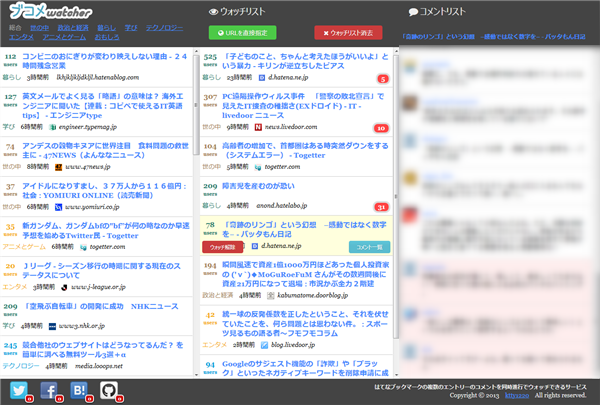 ブコメwatcher
総合 世の中 政治と経済 暮らし 学び テクノロジー
エンタメ アニメとゲーム おもしろ
ウォッチリスト
URLを直接指定
ウォッチリスト消去
コメントリスト
「奇跡のリンゴ」という幻想 −感動ではなく数字を− - バッタもん日記
112 users
コンビニのおにぎりが変わり映えしない理由 - 24
時間残念営業
暮らし 3時間前 lkhjkljkljdkljl.hatenablog.com
127 users
英文メールでよく見る「略語」の意味は？ 海外エ
ンジニアに聞いた【連載：コピペで使えるIT英語
tips】 - エンジニアtype
学び 6時間前 engineer.typemag.jp
74 users
アンデスの穀物キヌアに世界注目 食料問題の救世
主に - 47NEWS（よんななニュース）
世の中 8時間前 www.47news.jp
37 users
アイドルになりすまし、３７万人から１１６億円：
社会：YOMIURI ONLINE（読売新聞）
世の中 6時間前 www.yomiuri.co.jp
33 users
新ガンダム、ガンダムbfの"bf"が何の略なのか早速
予想を始めるTwitter民 - Togetter
アニメとゲーム 6時間前 togetter.com
20 users
Ｊリーグ - シーズン移行の時期に関する現在のス
テータスについて
エンタメ 3時間前 www.j-league.or.jp
209 users
「空飛ぶ自転車」の開発に成功 NHKニュース
学び 4時間前 www3.nhk.or.jp
245 users
競合他社のウェブサイトはどうなってるんだ？ を
簡単に調べる無料ツール3選＋α
テクノロジー 4時間前 media.looops.net
525 users
「子どものこと、ちゃんと考えたほうがいいよ」と
いう暴力 - キリンが逆立ちしたピアス
暮らし 23時間前 d.hatena.ne.jp
5
307 users
PC遠隔操作ウイルス事件 「警察の敗北宣言」で
見えたIT捜査の権謀さ(EXドロイド) - IT -
livedoor ニュース
世の中 10時間前 news.livedoor.com
10
104 users
高齢者の増加で、首都圏はある時突然ダウンをする
（システムエラー） - Togetter
世の中 5時間前 togetter.com
209 users
障害児を産むのが恐い
暮らし 4時間前 anond.hatelabo.jp
31
78 users
「奇跡のリンゴ」という幻想 −感動ではなく数字
を− - バッタもん日記
ウォッチ解除
d.hatena.ne.jp
コメント一覧
194 users
瞬間風速で資産1億1000万円ほどあった個人投資家
の(´∀`)◆MoGuRoeFuM さんがその数週間後に
資産21万円になって退場 : 市況かぶ全力２階建
政治と経済 4時間前 kabumatome.doorblog.jp
42 users
統一球の反発係数を正したということ、それを伏せ
ていたことを、何ら問題とは思わない件。：スポー
ツ見るもの語る者〜フモフモコラム
エンタメ 2時間前 blog.livedoor.jp
94
Googleのサジェスト機能の「詐欺」や「ブラッ
ク」といったネガティブキーワードを削除申請に成
はてなブックマークの複数のエントリーのコメントを同時進行でウォッチできるサービス
Copyright © 2013 kttyo220 All rights reserved.